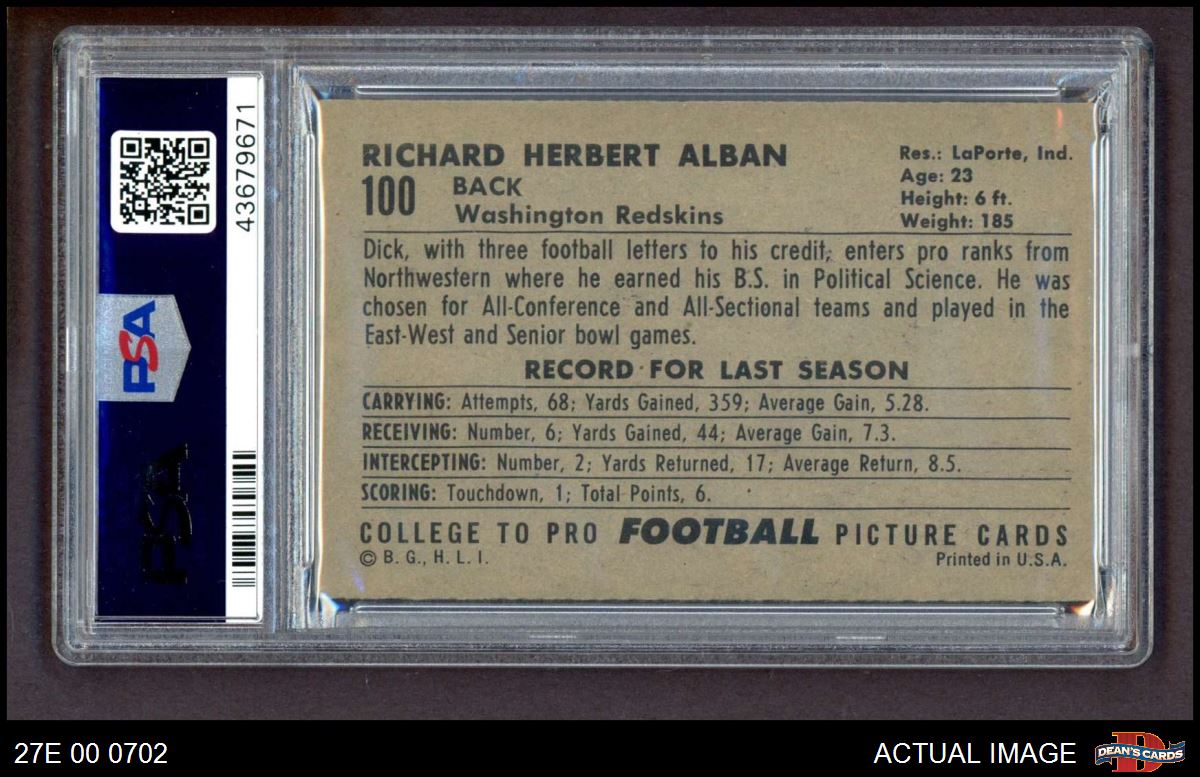 PSA
43679671
PSA
RICHARD HERBERT ALBAN
100 BACK
Washington Redskins
Res.: LaPorte, Ind.
Age: 23
Height: 6 ft.
Weight: 185
Dick, with three football letters to his credit, enters pro ranks from
Northwestern where he earned his B.S. in Political Science. He was
chosen for All-Conference and All-Sectional teams and played in the
East-West and Senior bowl games.
RECORD FOR LAST SEASON
CARRYING: Attempts, 68; Yards Gained, 359; Average Gain, 5.28.
RECEIVING: Number, 6; Yards Gained, 44; Average Gain, 7.3.
INTERCEPTING: Number, 2; Yards Returned, 17; Average Return, 8.5.
SCORING: Touchdown, 1; Total Points, 6.
COLLEGE TO PRO FOOTBALL PICTURE CARDS
© B. G., H. L. I.
Printed in U.S.A.
27E 00 0702
ACTUAL IMAGE
D
DEAN'S CARDS